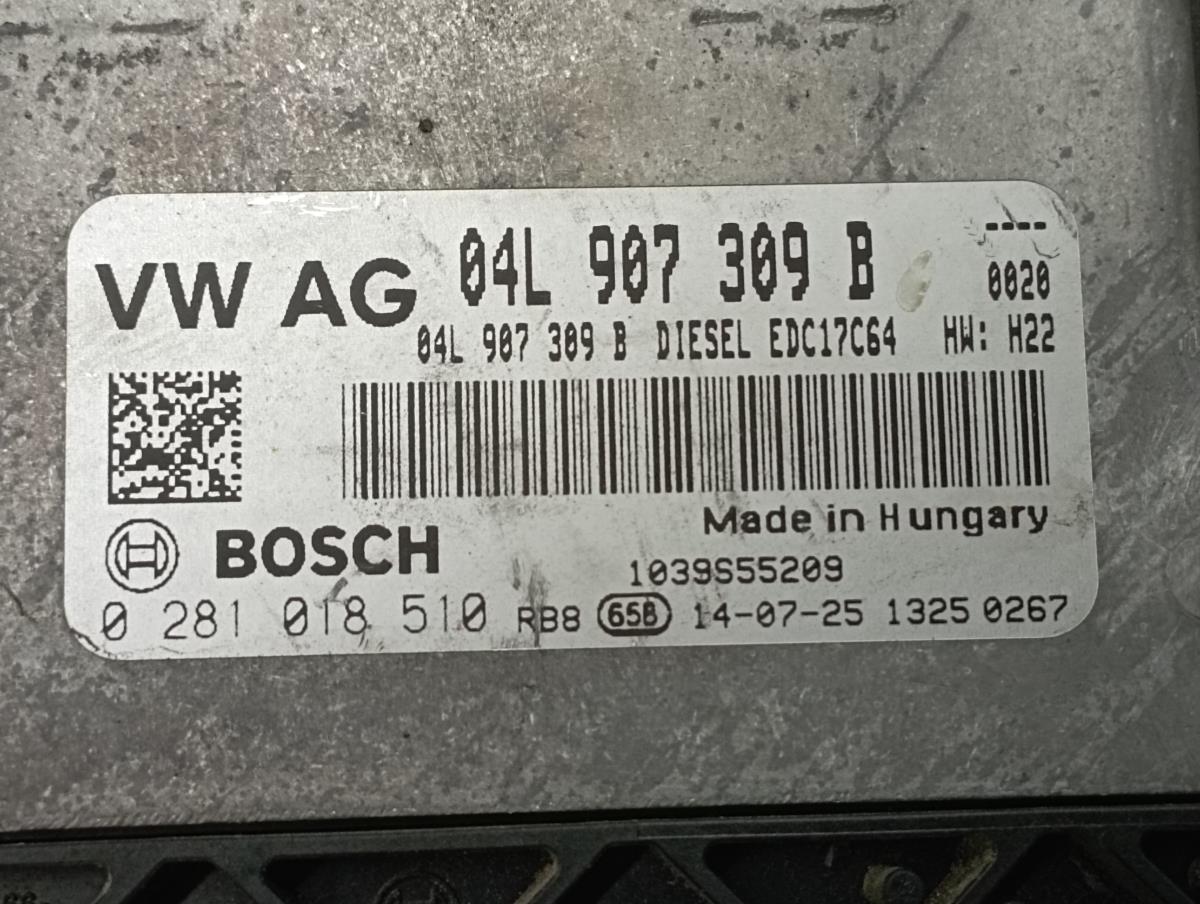 VW AG 04L 907 309 B ----
0020
04L 907 309 B DIESEL EDC17C64 HW: H22
Made in Hungary
BOSCH
1039S55209
0 281 018 510 RB8 65B 14-07-25 1325 0267